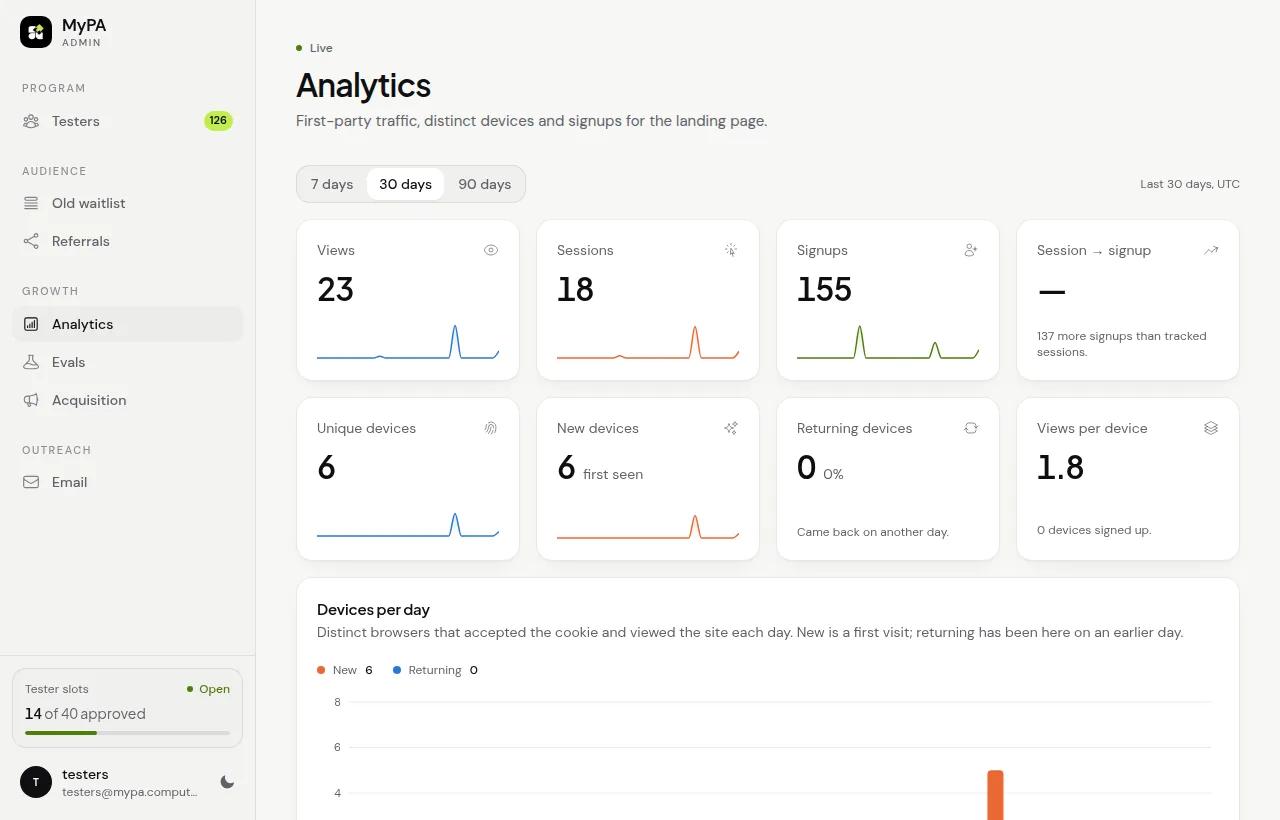 MyPA
ADMIN
PROGRAM
Testers 126
AUDIENCE
Old waitlist
Referrals
GROWTH
Analytics
Evals
Acquisition
OUTREACH
Email
Tester slots Open
14 of 40 approved
T
testers
testers@mypa.comput...
Live
Analytics
First-party traffic, distinct devices and signups for the landing page.
7 days 30 days 90 days
Last 30 days, UTC
Views
23
Sessions
18
Signups
155
Session → signup
—
137 more signups than tracked
sessions.
Unique devices
6
New devices
6 first seen
Returning devices
0 0%
Came back on another day.
Views per device
1.8
0 devices signed up.
Devices per day
Distinct browsers that accepted the cookie and viewed the site each day. New is a first visit; returning has been here on an earlier day.
New 6 Returning 0
8
6
4